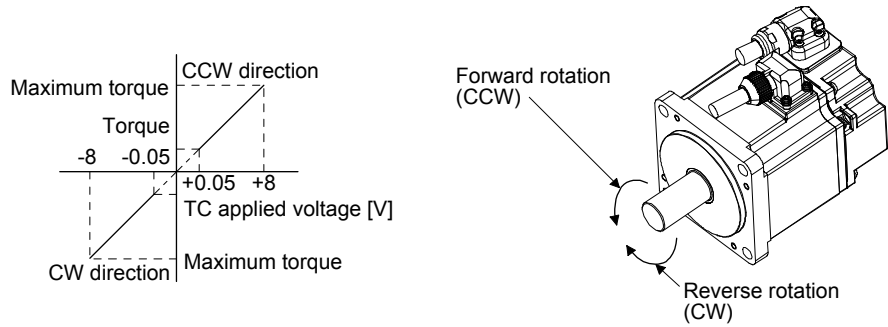 CCW direction
Maximum torque
Torque
-8
-0.05
+0.05
+8
TC applied voltage [V]
CW direction
Maximum torque
Forward rotation
(CCW)
Reverse rotation
(CW)